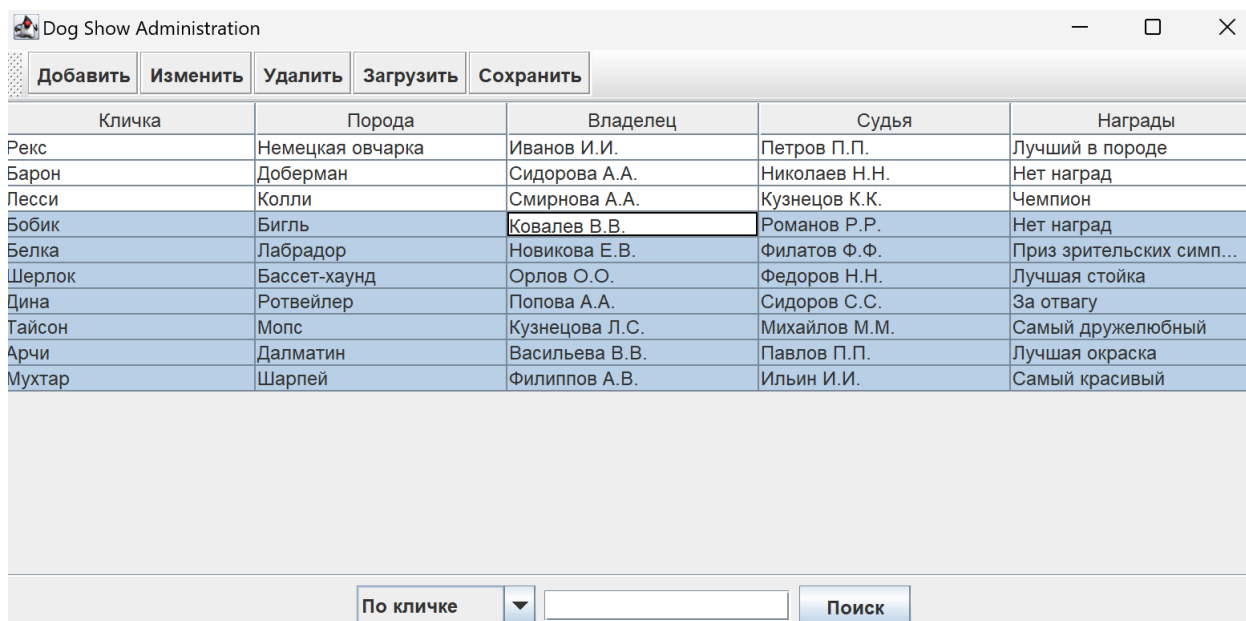 Dog Show Administration
Добавить Изменить Удалить Загрузить Сохранить
Кличка Порода Владелец Судья Награды
Рекс Немецкая овчарка Иванов И.И. Петров П.П. Лучший в породе
Барон Доберман Сидорова А.А. Николаев Н.Н. Нет наград
Лесси Колли Смирнова А.А. Кузнецов К.К. Чемпион
Бобик Бигль Ковалев В.В. Романов Р.Р. Нет наград
Белка Лабрадор Новикова Е.В. Филатов Ф.Ф. Приз зрительских симп...
Шерлок Бассет-хаунд Орлов О.О. Федоров Н.Н. Лучшая стойка
Дина Ротвейлер Попова А.А. Сидоров С.С. За отвагу
Тайсон Мопс Кузнецова Л.С. Михайлов М.М. Самый дружелюбный
Арчи Далматин Васильева В.В. Павлов П.П. Лучшая окраска
Мухтар Шарпей Филиппов А.В. Ильин И.И. Самый красивый
По кличке Поиск